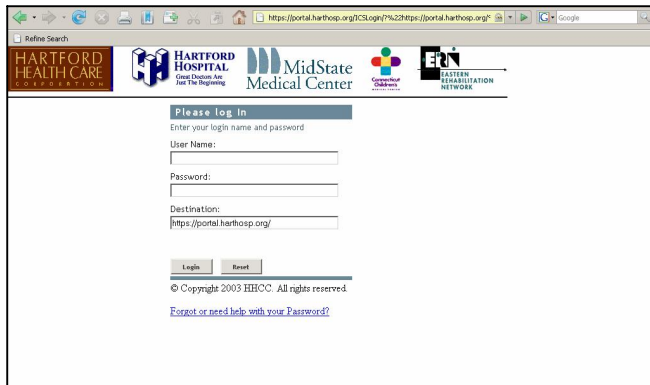 https://portal.harthosp.org/ICSLogin/?%22https://portal.harthosp.org/%
Google
Refine Search
HARTFORD
HEALTH CARE
CORPORTION
HARTFORD
HOSPITAL
Great Doctors Are
Just The Beginning
MidState
Medical Center
Connecticut
Children's
MEDICAL CENTER
ERN
EASTERN
REHABILITATION
NETWORK
Please log In
Enter your login name and password
User Name:
Password:
Destination:
https://portal.harthosp.org/
Login Reset
© Copyright 2003 HHCC. All rights reserved.
Forgot or need help with your Password?